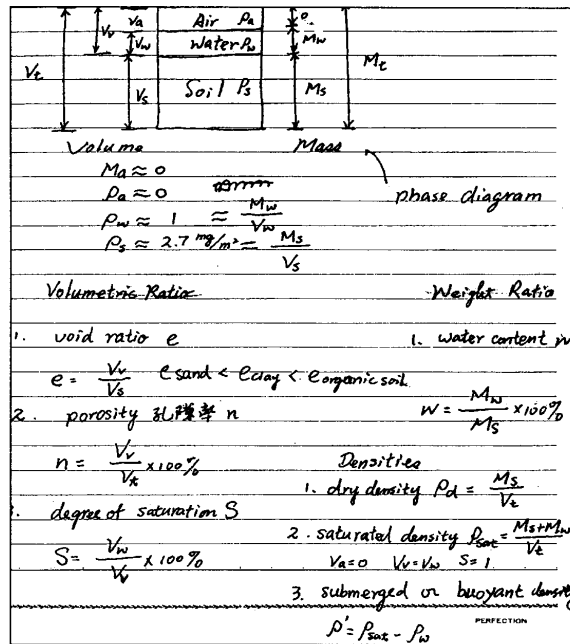 Va Air ρa o
Vv Vw Water ρw Mw
Vt Vs Soil ρs Ms Mt
Volume Mass
Ma ≈ 0
phase diagram
ρa ≈ 0
ρw ≈ 1 ≈ Mw/Vw
ρs ≈ 2.7 mg/m³ = Ms/Vs
Volumetric Ratio
1. void ratio e
e = Vv/Vs e sand < e clay < e organic soil
2. porosity 孔隙率 n
n = Vv/Vt ×100%
degree of saturation S
S = Vw/Vv ×100%
Weight Ratio
1. water content w
w = Mw/Ms ×100%
Densities
1. dry density ρd = Ms/Vt
2. saturated density ρsat = Ms+Mw/Vt
Va=0 Vv=Vw S=1
3. submerged or buoyant density
ρ' = ρsat - ρw
PERFECTION